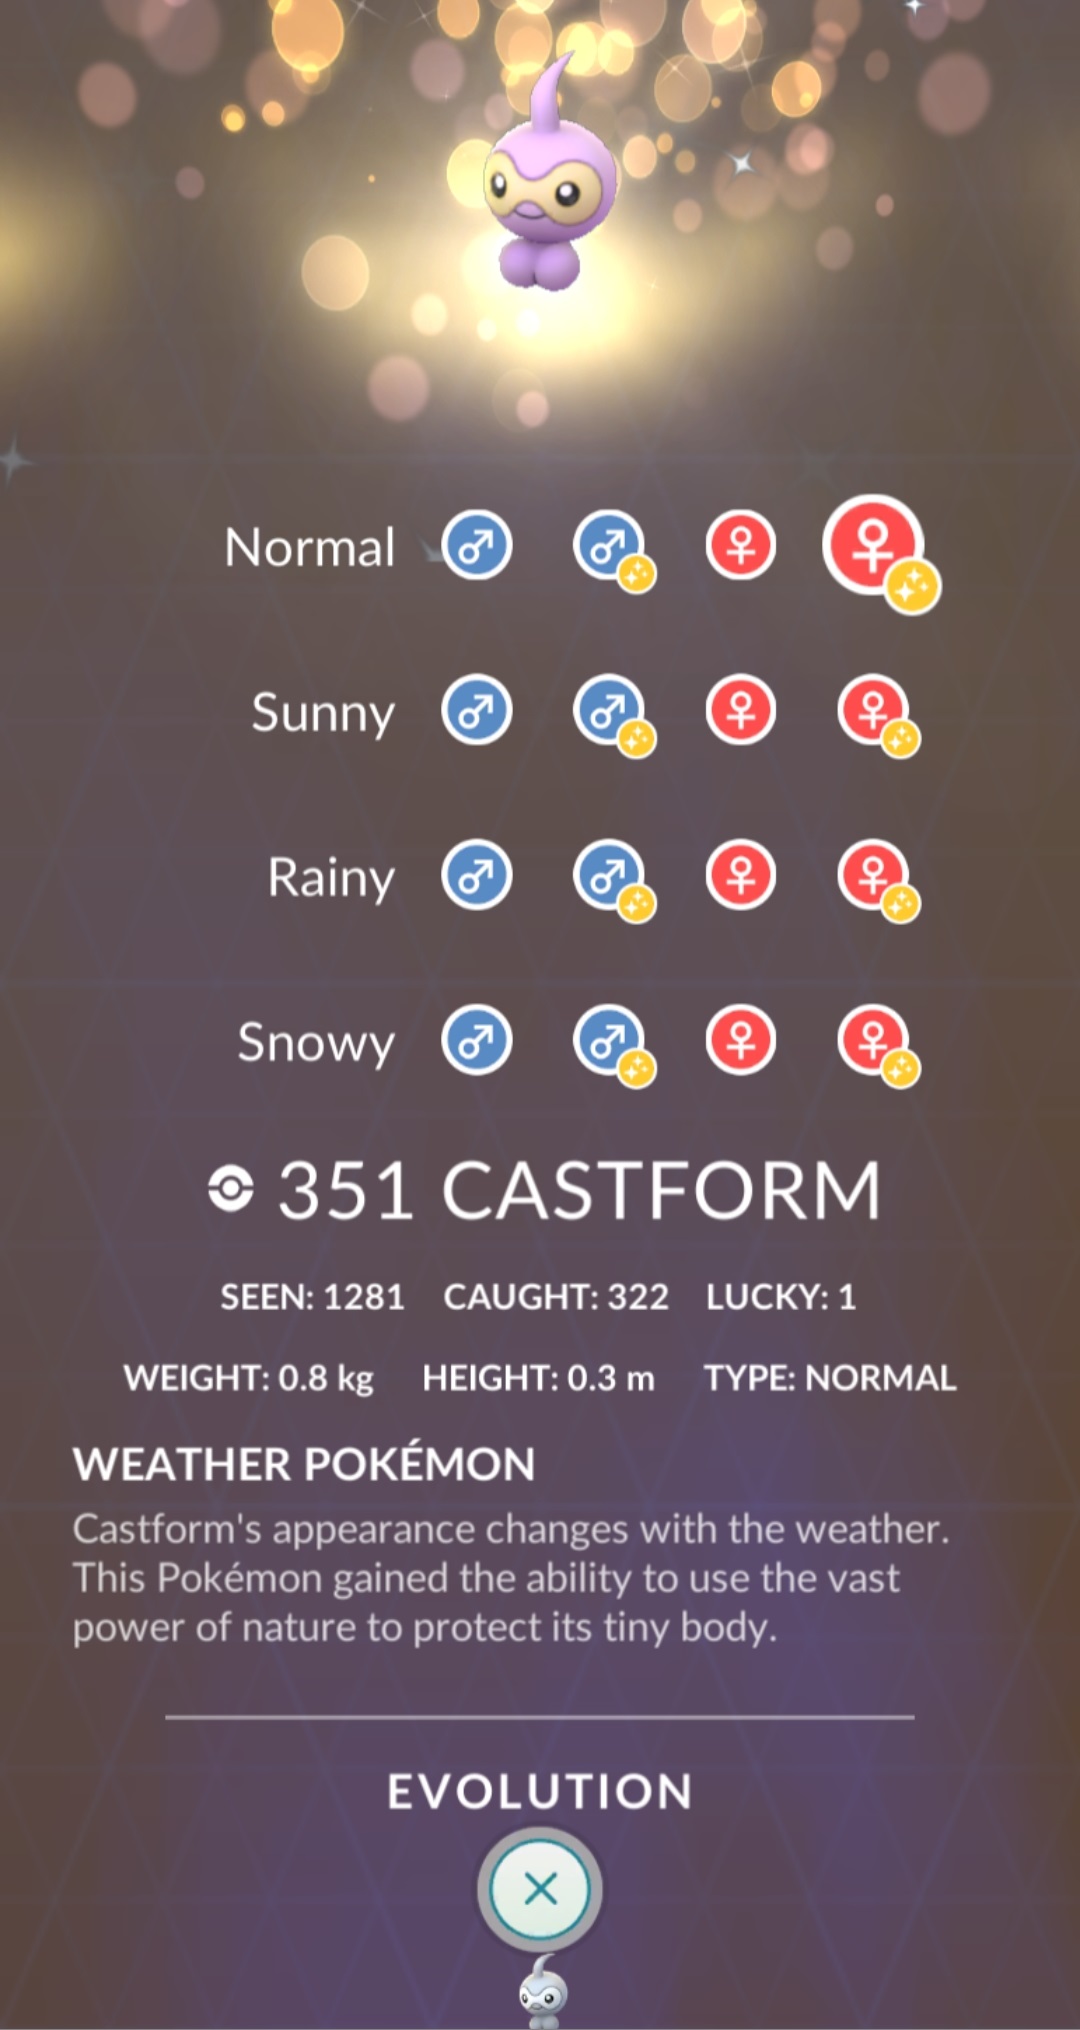 Normal
Sunny
Rainy
Snowy
351 CASTFORM
SEEN: 1281 CAUGHT: 322 LUCKY: 1
WEIGHT: 0.8 kg HEIGHT: 0.3 m TYPE: NORMAL
WEATHER POKÉMON
Castform's appearance changes with the weather.
This Pokémon gained the ability to use the vast
power of nature to protect its tiny body.
EVOLUTION